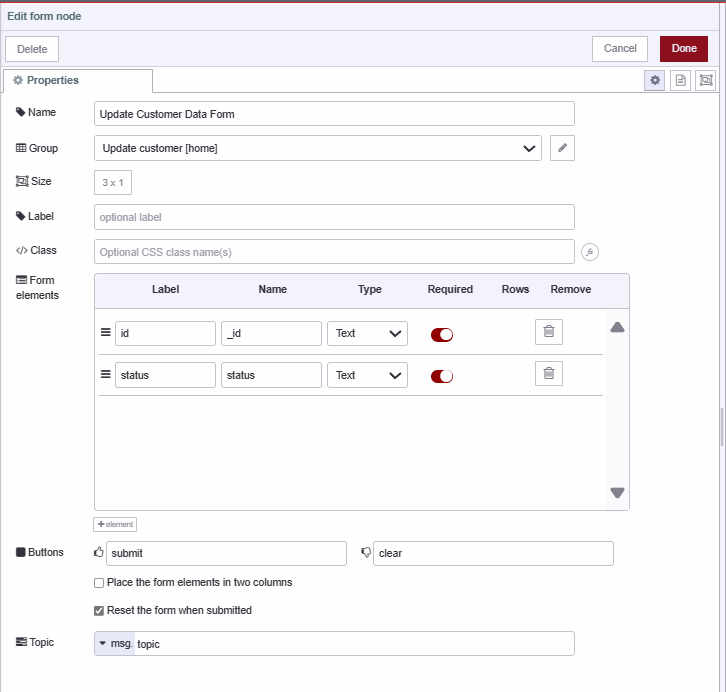 Edit form node
Delete
Cancel
Done
Properties
Name
Update Customer Data Form
Group
Update customer [home]
Size
3 x 1
Label
optional label
</> Class
Optional CSS class name(s)
fx
Form elements
Label Name Type Required Rows Remove
id _id Text
status status Text
+ element
Buttons
submit
clear
Place the form elements in two columns
Reset the form when submitted
Topic
msg. topic